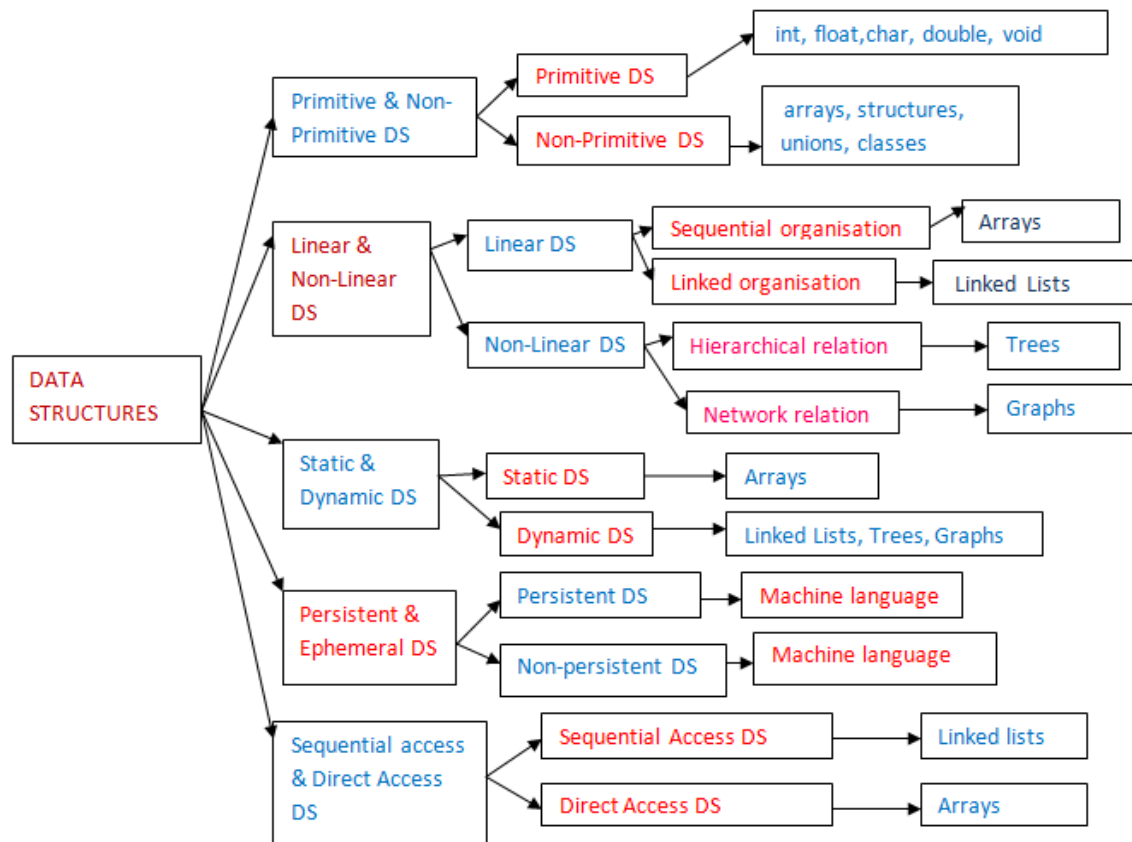 int, float,char, double, void
Primitive DS
Primitive & Non-
Primitive DS
arrays, structures,
unions, classes
Non-Primitive DS
Sequential organisation
Arrays
Linear &
Non-Linear
DS
Linear DS
Linked organisation
Linked Lists
Non-Linear DS
Hierarchical relation
Trees
DATA
STRUCTURES
Network relation
Graphs
Static &
Dynamic DS
Static DS
Arrays
Dynamic DS
Linked Lists, Trees, Graphs
Persistent &
Ephemeral DS
Persistent DS
Machine language
Non-persistent DS
Machine language
Sequential access
& Direct Access
DS
Sequential Access DS
Linked lists
Direct Access DS
Arrays